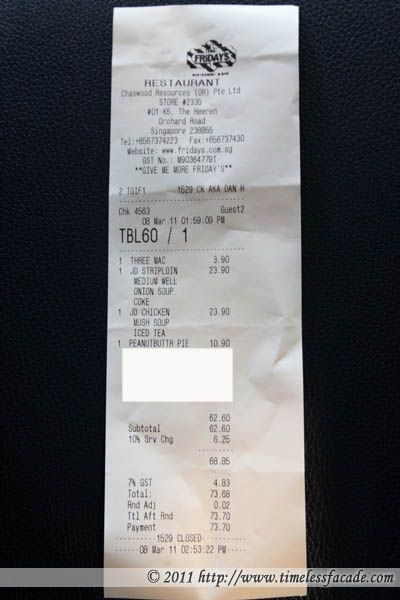 FRIDAYS
RESTAURANT
Chaswood Resources (OR) Pte Ltd
STORE #2335
#01-K5, The Heeren
Orchard Road
Singapore 238855
Tel:+6567374223 Fax:+6567437430
Website: www.fridays.com.sg
GST No.: M90364779T
**GIVE ME MORE FRIDAY'S**
2 TGIF1 1529 CK AKA DAN H
Chk 4563 Guest2
08 Mar 11 01:59:09 PM
TBL60 / 1
1 THREE MAC 3.90
1 JD STRIPLOIN 23.90
MEDIUM WELL
ONION SOUP
COKE
1 JD CHICKEN 23.90
MUSH SOUP
ICED TEA
1 PEANUTBUTTR PIE 10.90
62.60
Subtotal 62.60
10% Srv Chg 6.25
68.85
7% GST 4.83
Total: 73.68
Rnd Adj 0.02
Ttl Aft Rnd 73.70
Payment 73.70
1529 CLOSED
08 Mar 11 02:53:22 PM
© 2011 http://www.timelessfacade.com